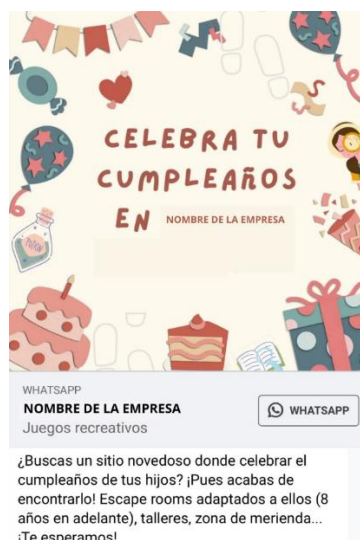 CELEBRA TU
CUMPLEAÑOS
EN NOMBRE DE LA EMPRESA
POTION
WHATSAPP
NOMBRE DE LA EMPRESA
Juegos recreativos
WHATSAPP
¿Buscas un sitio novedoso donde celebrar el
cumpleaños de tus hijos? ¡Pues acabas de
encontrarlo! Escape rooms adaptados a ellos (8
años en adelante), talleres, zona de merienda...
¡Te esperamos!